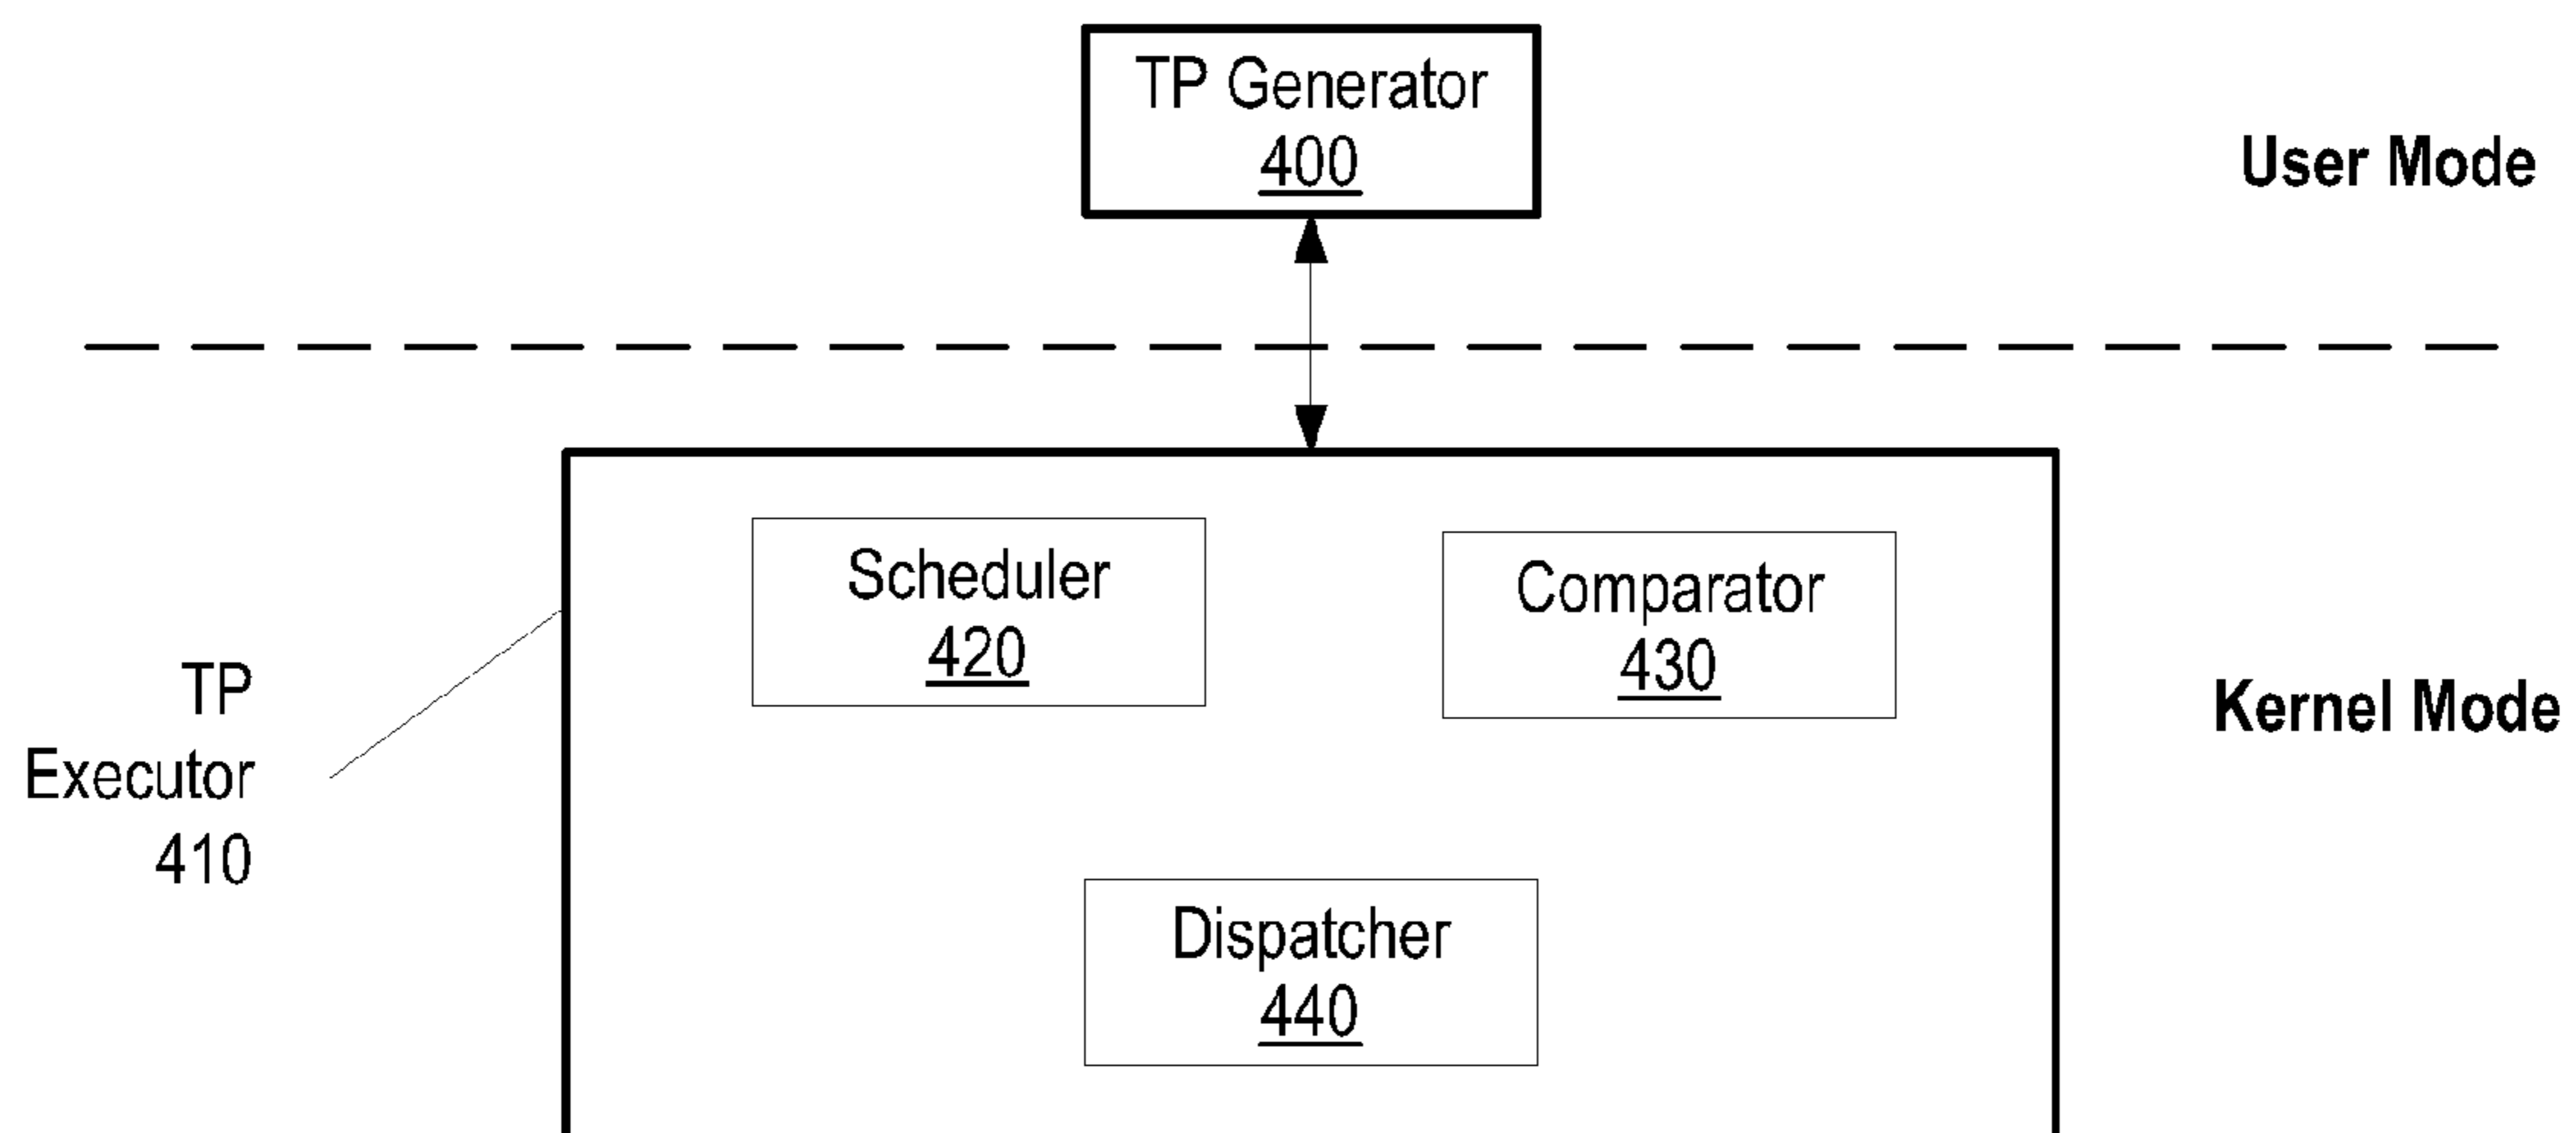 TP Generator
400
User Mode
Scheduler
420
Comparator
430
TP
Executor
410
Kernel Mode
Dispatcher
440